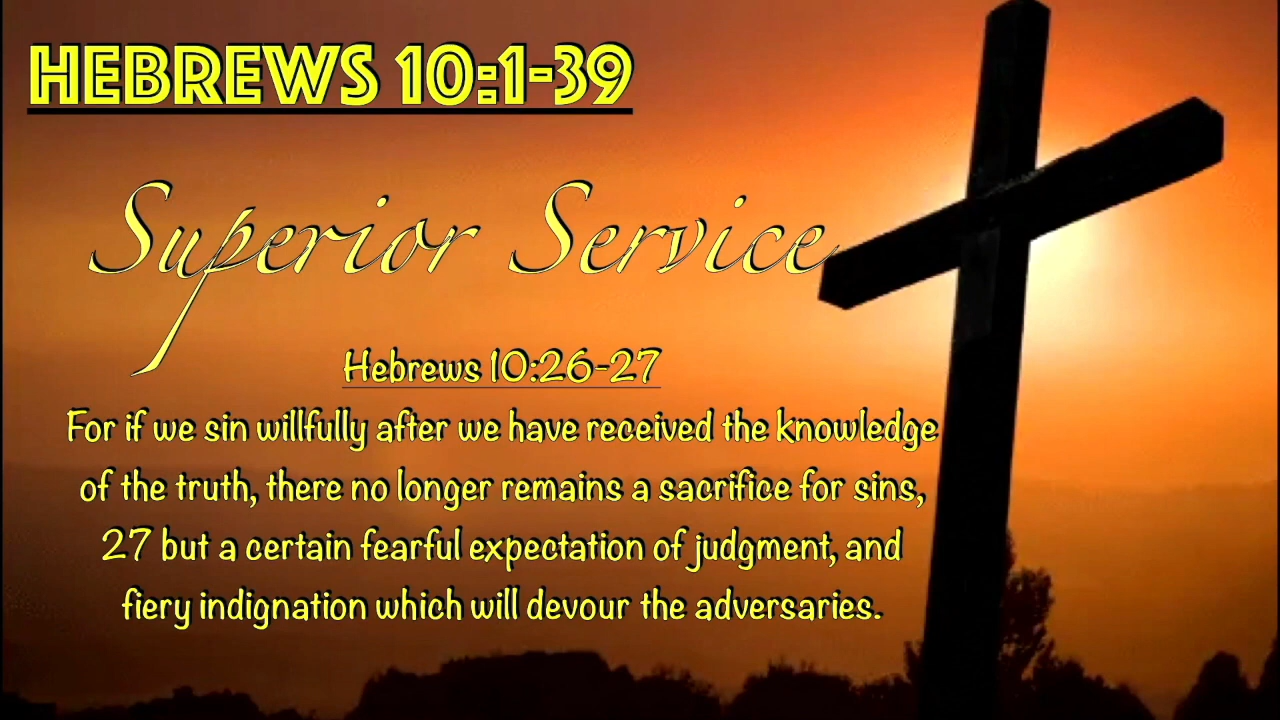 HEBREWS 10:1-39
Superior Service
Hebrews 10:26-27
For if we sin willfully after we have received the knowledge
of the truth, there no longer remains a sacrifice for sins,
27 but a certain fearful expectation of judgment, and
fiery indignation which will devour the adversaries.